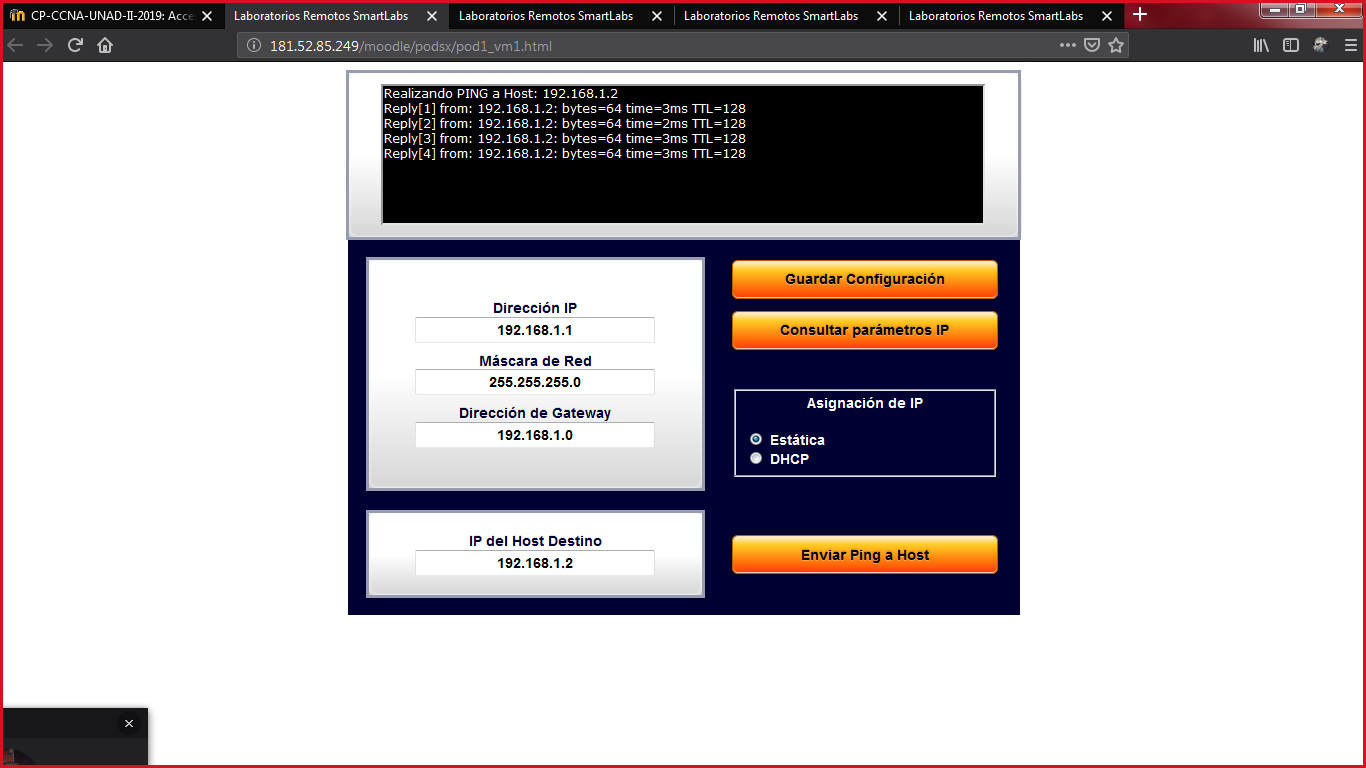 CP-CCNA-UNAD-II-2019: Acce
Laboratorios Remotos SmartLabs
Laboratorios Remotos SmartLabs
Laboratorios Remotos SmartLabs
Laboratorios Remotos SmartLabs
181.52.85.249/moodle/podsx/pod1_vm1.html
Realizando PING a Host: 192.168.1.2
Reply[1] from: 192.168.1.2: bytes=64 time=3ms TTL=128
Reply[2] from: 192.168.1.2: bytes=64 time=2ms TTL=128
Reply[3] from: 192.168.1.2: bytes=64 time=3ms TTL=128
Reply[4] from: 192.168.1.2: bytes=64 time=3ms TTL=128
Dirección IP
192.168.1.1
Máscara de Red
255.255.255.0
Dirección de Gateway
192.168.1.0
Guardar Configuración
Consultar parámetros IP
Asignación de IP
Estática
DHCP
IP del Host Destino
192.168.1.2
Enviar Ping a Host